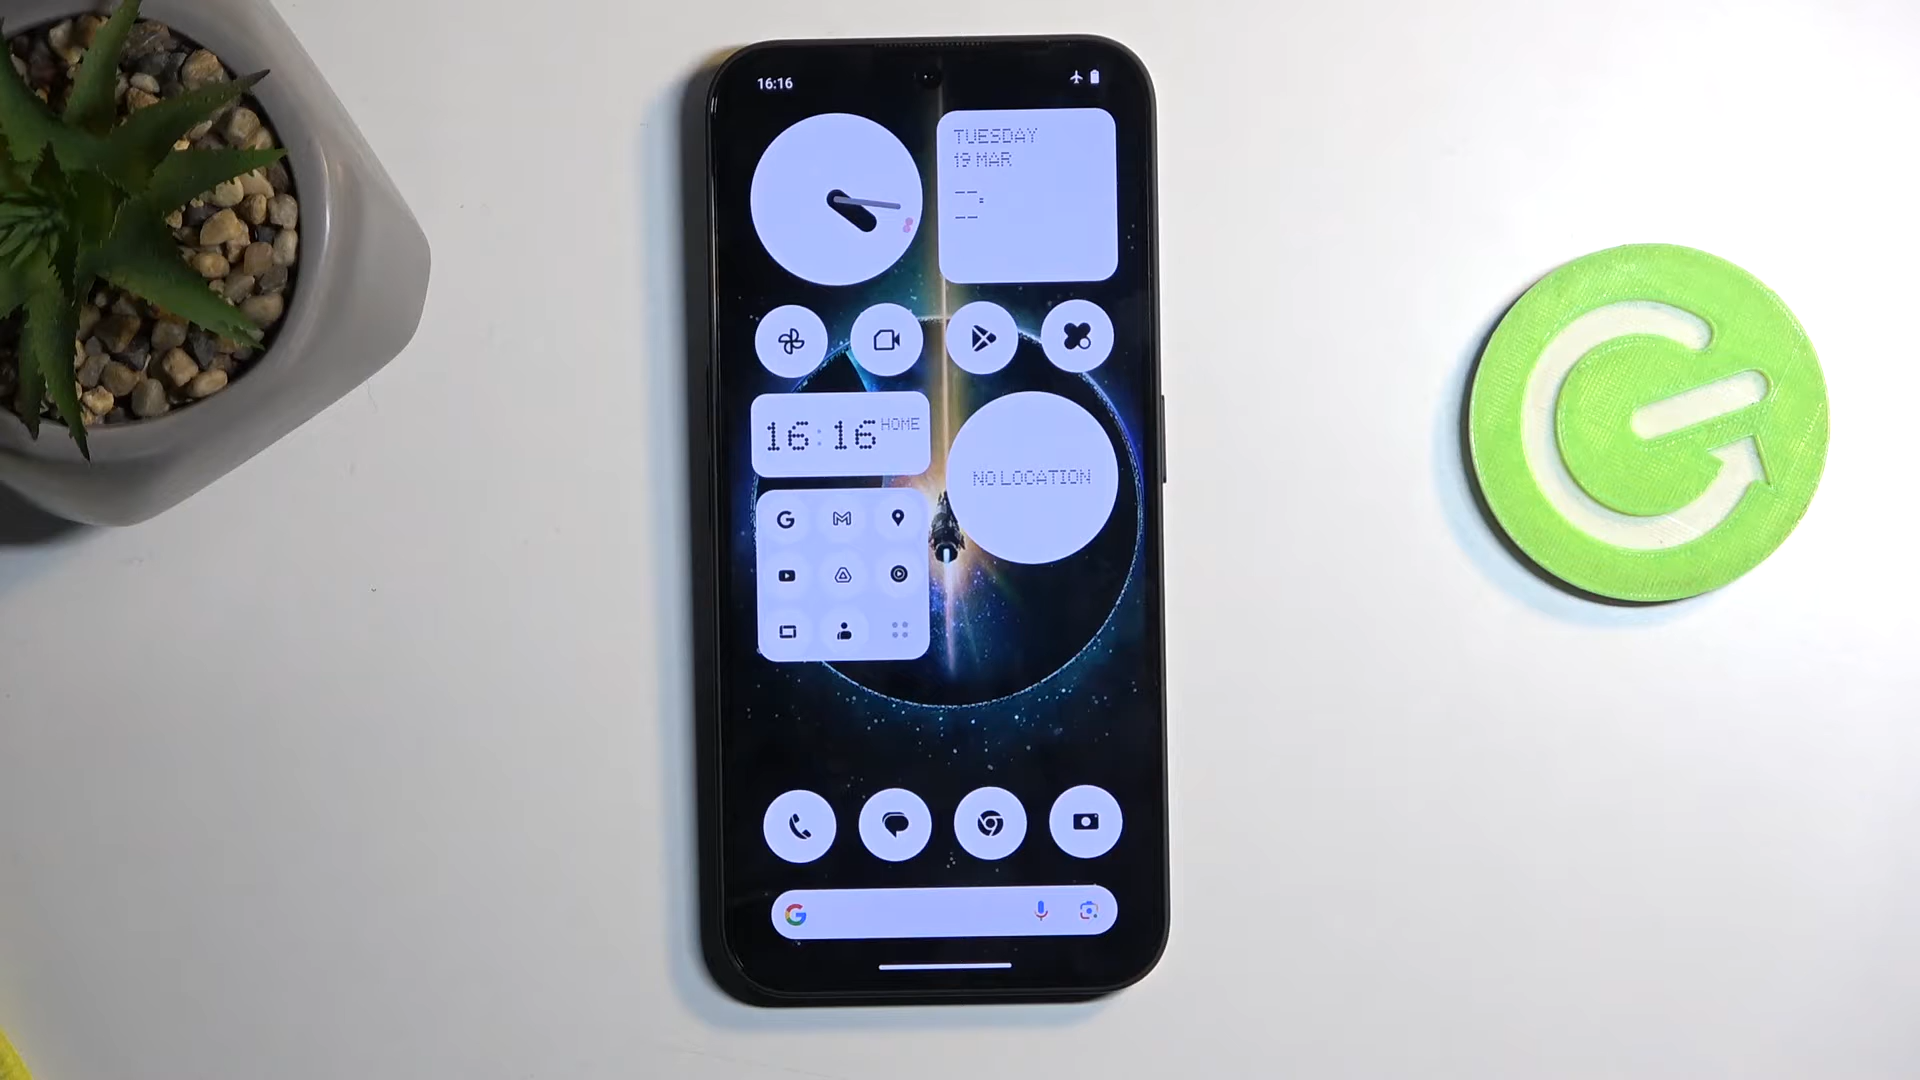 16:16
TUESDAY
19 MAR
--:
--
16:16 HOME
NO LOCATION